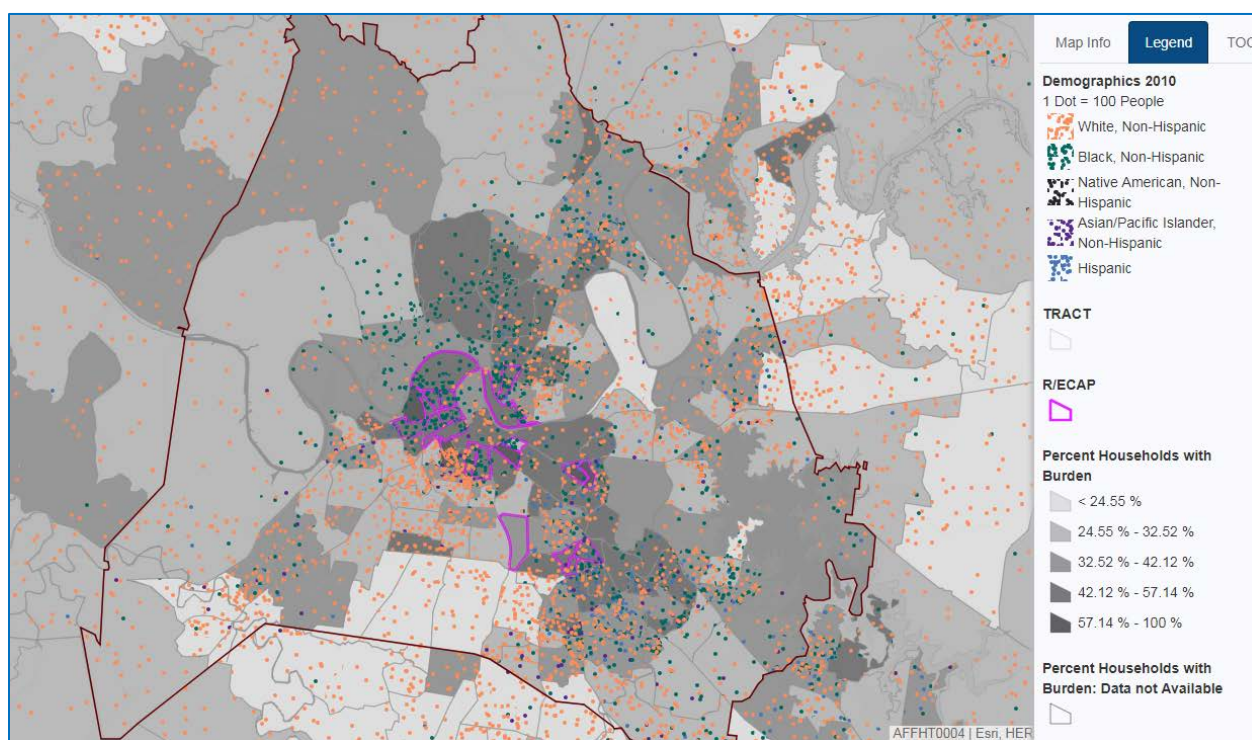 Map Info
Legend
TOC
Demographics 2010
1 Dot = 100 People
White, Non-Hispanic
Black, Non-Hispanic
Native American, Non-
Hispanic
Asian/Pacific Islander,
Non-Hispanic
Hispanic
TRACT
R/ECAP
Percent Households with
Burden
< 24.55 %
24.55 % - 32.52 %
32.52 % - 42.12 %
42.12 % - 57.14 %
57.14 % - 100 %
Percent Households with
Burden: Data not Available
AFFHT0004 | Esri, HER